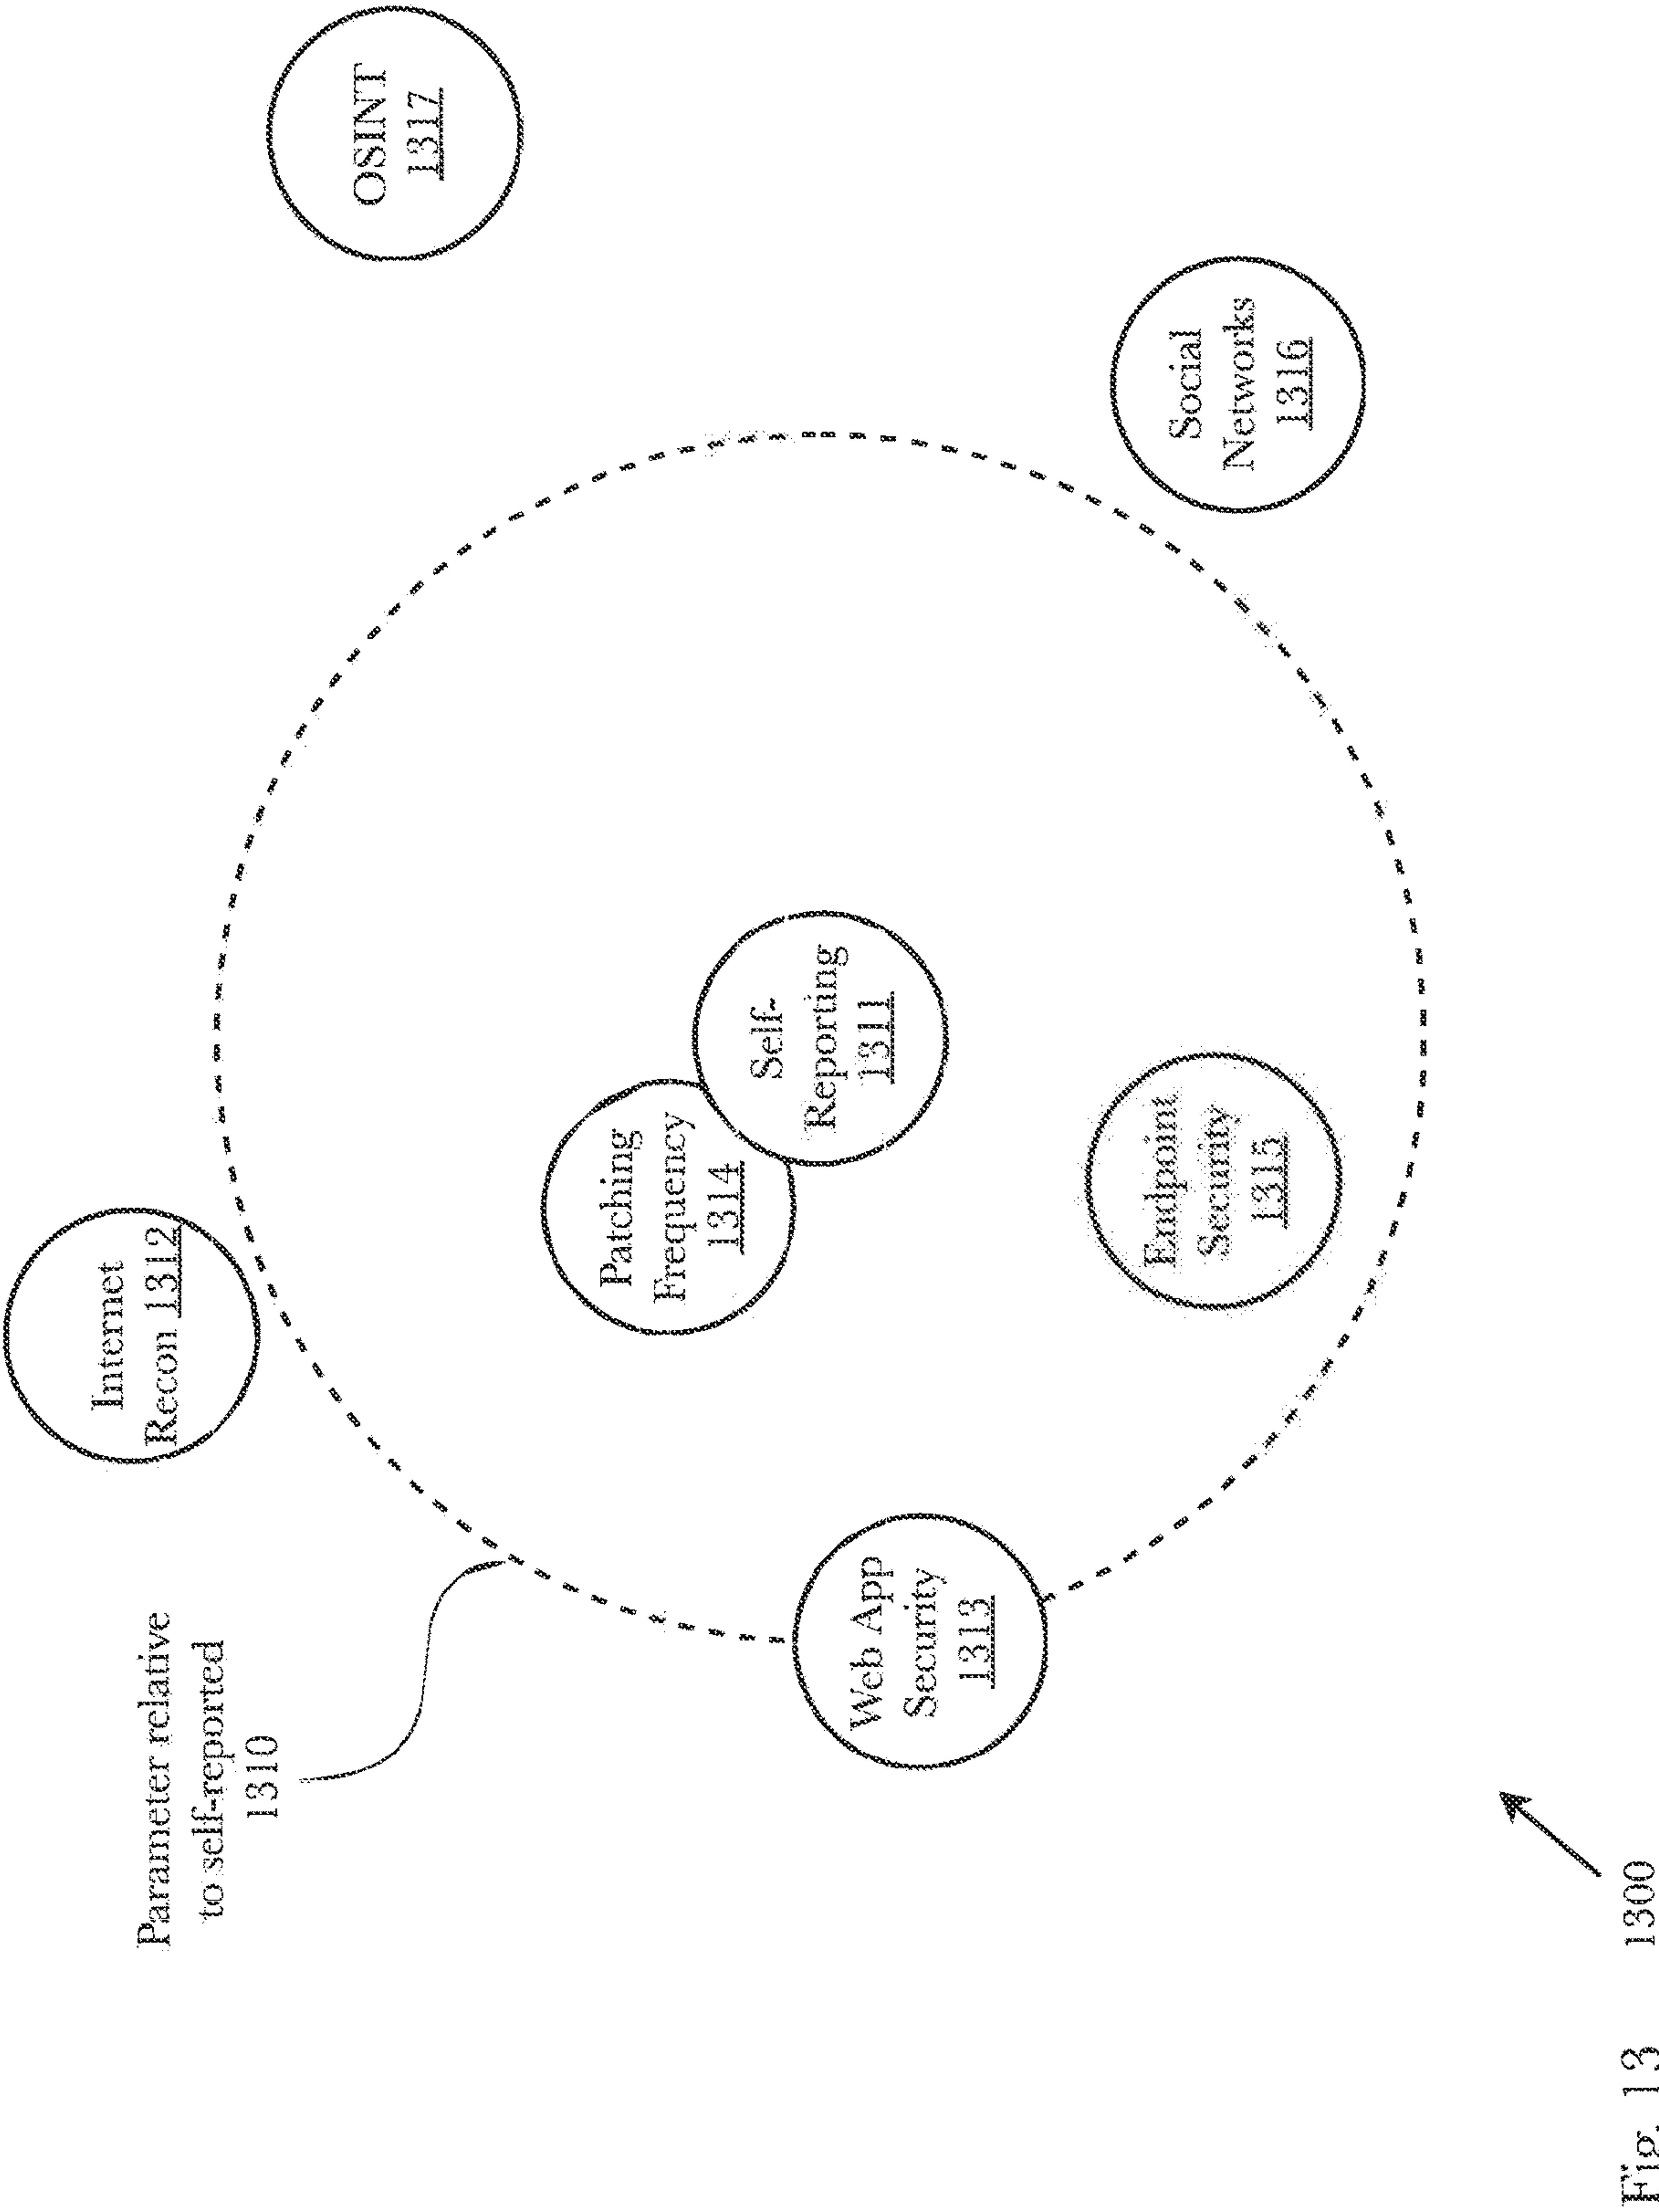 Parameter relative
to self-reported
1310
Internet
Recon 1312
OSINT
1317
Patching
Frequency
1314
Self-
Reporting
1311
Web App
Security
1313
Endpoint
Security
1315
Social
Networks
1316
1300
Fig. 13